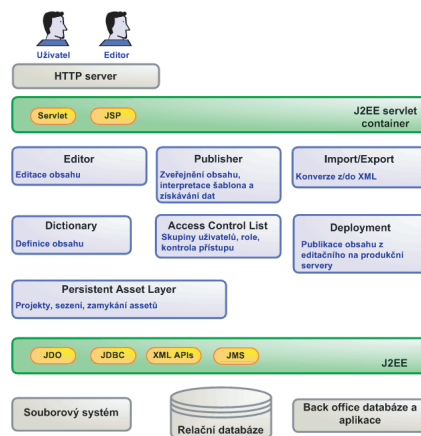 Uživatel
Editor
HTTP server
Servlet
JSP
J2EE servlet
container
Editor
Editace obsahu
Publisher
Zveřejnění obsahu,
interpretace šablona a
získávání dat
Import/Export
Konverze z/do XML
Dictionary
Definice obsahu
Access Control List
Skupiny uživatelů, role,
kontrola přístupu
Deployment
Publikace obsahu z
editačního na produkční
servery
Persistent Asset Layer
Projekty, sezení, zamykání assetů
JDO
JDBC
XML APIs
JMS
J2EE
Souborový systém
Relační databáze
Back office databáze a
aplikace